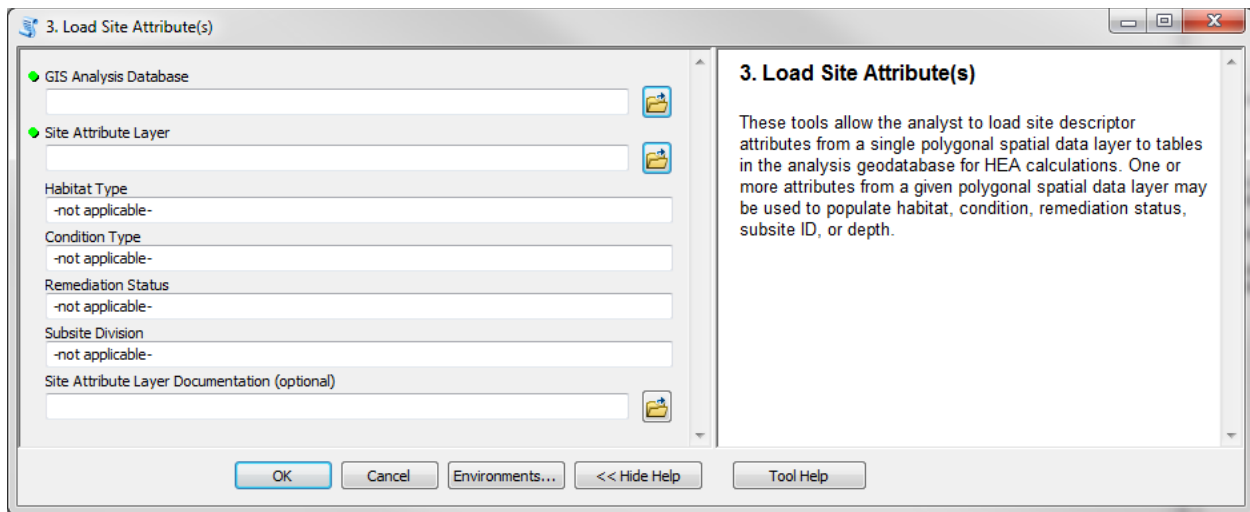 3. Load Site Attribute(s)
GIS Analysis Database
Site Attribute Layer
Habitat Type
-not applicable-
Condition Type
-not applicable-
Remediation Status
-not applicable-
Subsite Division
-not applicable-
Site Attribute Layer Documentation (optional)
3. Load Site Attribute(s)
These tools allow the analyst to load site descriptor
attributes from a single polygonal spatial data layer to tables
in the analysis geodatabase for HEA calculations. One or
more attributes from a given polygonal spatial data layer may
be used to populate habitat, condition, remediation status,
subsite ID, or depth.
OK
Cancel
Environments...
<< Hide Help
Tool Help